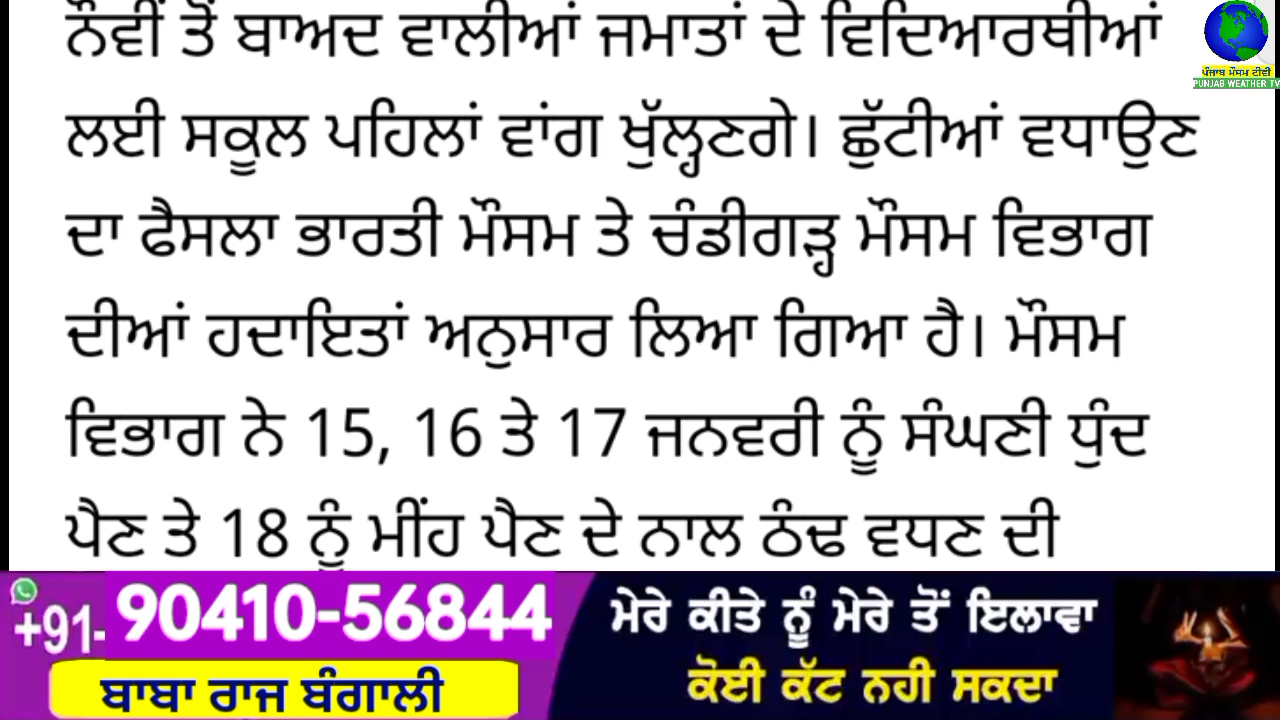 ਨੌਵੀਂ ਤੋਂ ਬਾਅਦ ਵਾਲੀਆਂ ਜਮਾਤਾਂ ਦੇ ਵਿਦਿਆਰਥੀਆਂ
ਲਈ ਸਕੂਲ ਪਹਿਲਾਂ ਵਾਂਗ ਖੁੱਲ੍ਹਣਗੇ। ਛੁੱਟੀਆਂ ਵਧਾਉਣ
ਦਾ ਫੈਸਲਾ ਭਾਰਤੀ ਮੌਸਮ ਤੇ ਚੰਡੀਗੜ੍ਹ ਮੌਸਮ ਵਿਭਾਗ
ਦੀਆਂ ਹਦਾਇਤਾਂ ਅਨੁਸਾਰ ਲਿਆ ਗਿਆ ਹੈ। ਮੌਸਮ
ਵਿਭਾਗ ਨੇ 15, 16 ਤੇ 17 ਜਨਵਰੀ ਨੂੰ ਸੰਘਣੀ ਧੁੰਦ
ਪੈਣ ਤੇ 18 ਨੂੰ ਮੀਂਹ ਪੈਣ ਦੇ ਨਾਲ ਠੰਢ ਵਧਣ ਦੀ
ਪੰਜਾਬ ਮੌਸਮ ਟੀਵੀ
PUNJAB WEATHER TV
+91- 90410-56844
ਬਾਬਾ ਰਾਜ ਬੰਗਾਲੀ
ਮੇਰੇ ਕੀਤੇ ਨੂੰ ਮੇਰੇ ਤੋਂ ਇਲਾਵਾ
ਕੋਈ ਕੱਟ ਨਹੀ ਸਕਦਾ